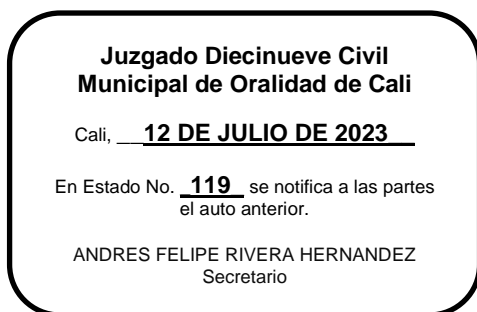 Juzgado Diecinueve Civil
Municipal de Oralidad de Cali
Cali, __12 DE JULIO DE 2023__
En Estado No. _119_ se notifica a las partes
el auto anterior.
ANDRES FELIPE RIVERA HERNANDEZ
Secretario